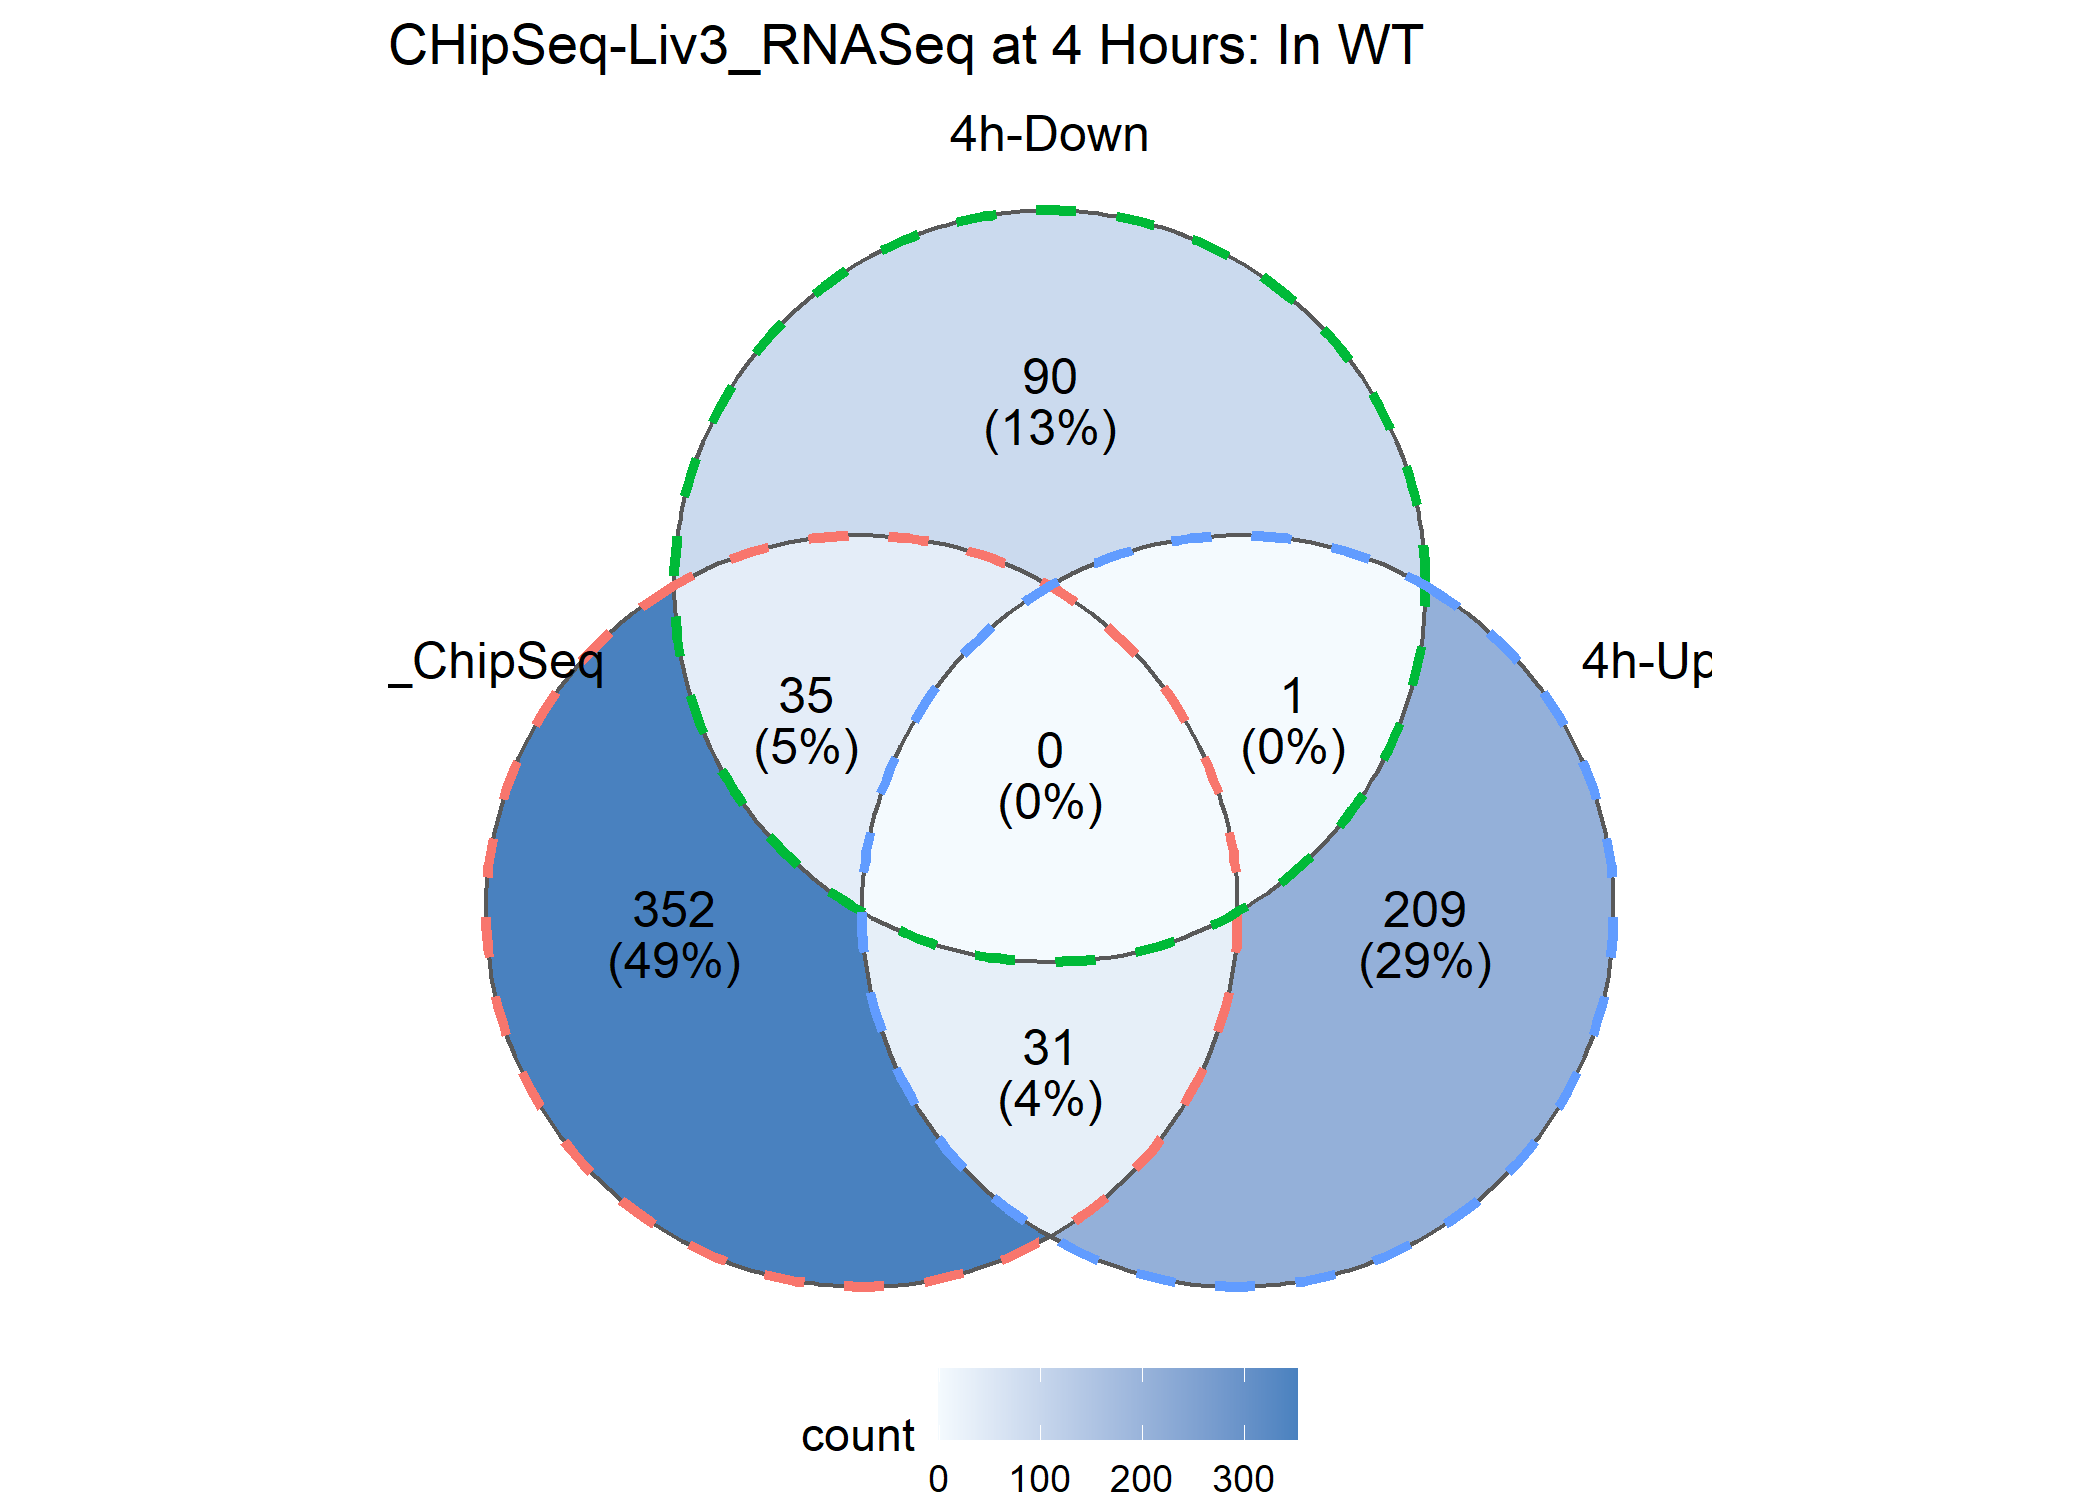 CHipSeq-Liv3_RNASeq at 4 Hours: In WT
4h-Down
90
(13%)
_ChipSeq
4h-Up
35
(5%)
1
(0%)
0
(0%)
352
(49%)
209
(29%)
31
(4%)
count
0 100 200 300